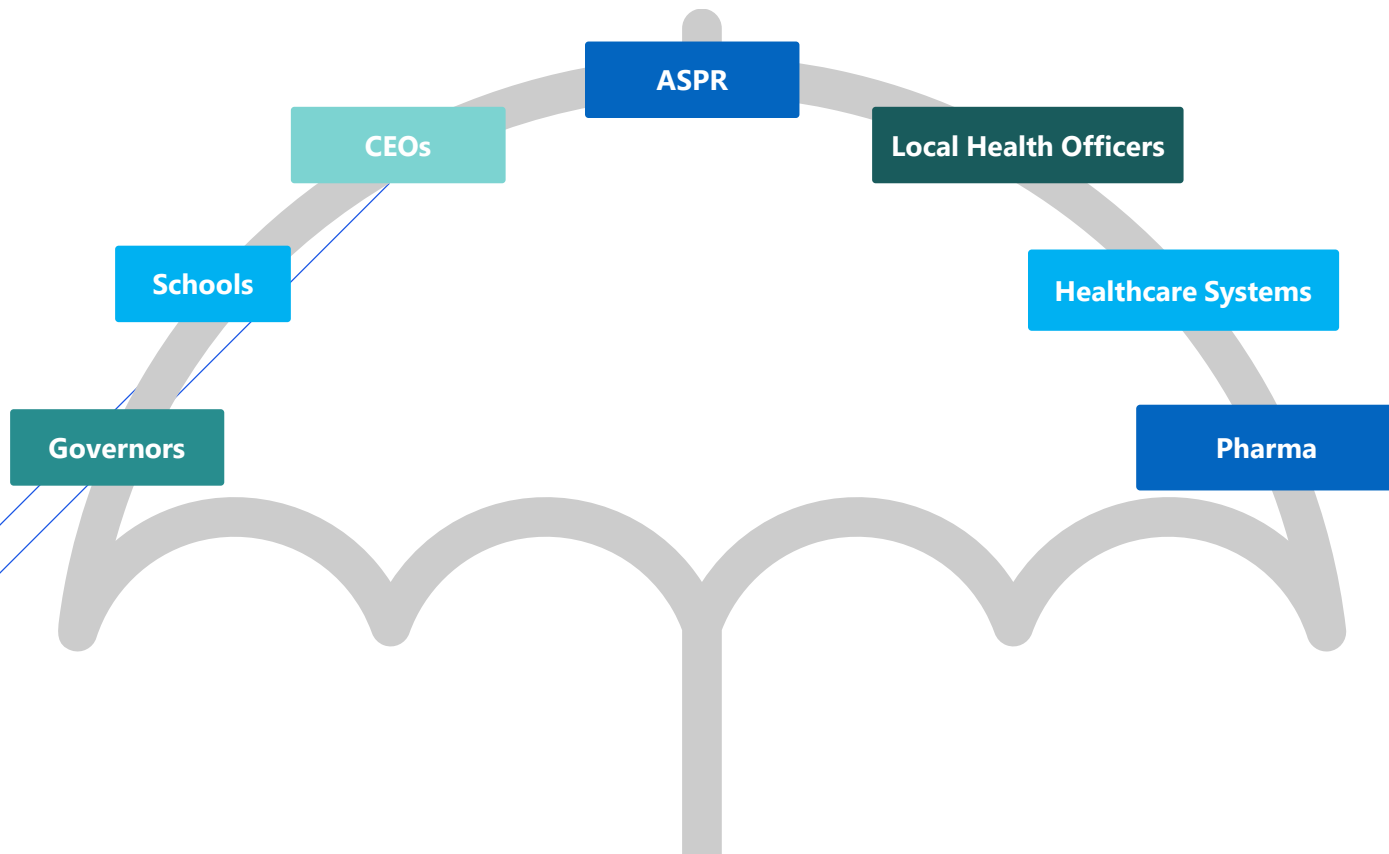 ASPR
CEOs
Local Health Officers
Schools
Healthcare Systems
Governors
Pharma